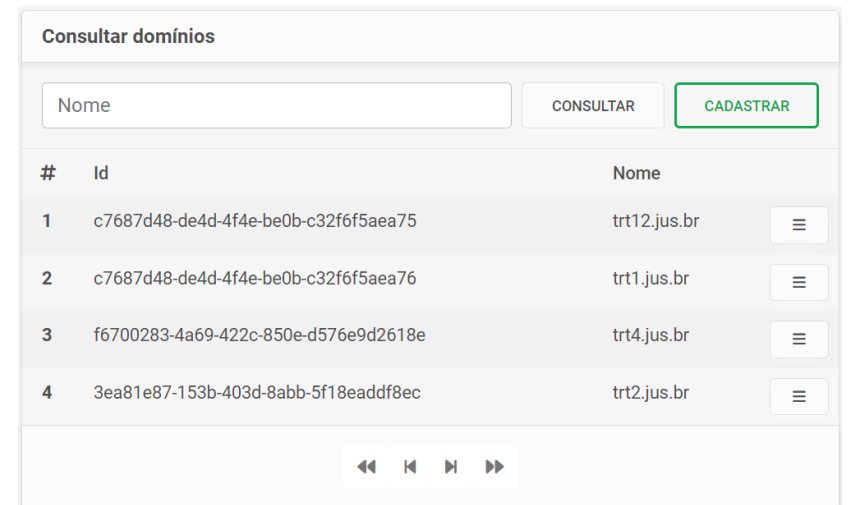 Consultar domínios
Nome CONSULTAR CADASTRAR
# Id Nome
1 c7687d48-de4d-4f4e-be0b-c32f6f5aea75 trt12.jus.br
2 c7687d48-de4d-4f4e-be0b-c32f6f5aea76 trt1.jus.br
3 f6700283-4a69-422c-850e-d576e9d2618e trt4.jus.br
4 3ea81e87-153b-403d-8abb-5f18eaddf8ec trt2.jus.br